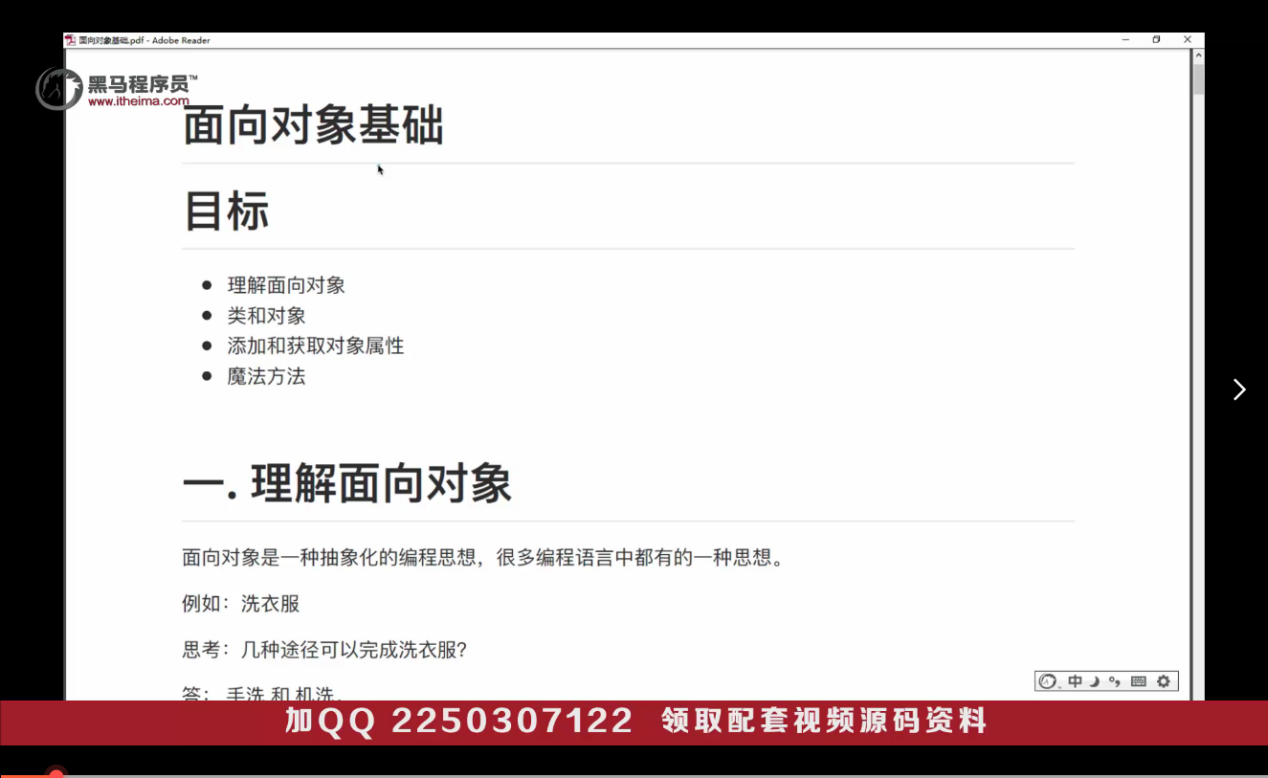 面向对象基础.pdf - Adobe Reader
黑马程序员™
www.itheima.com
面向对象基础
目标
理解面向对象
类和对象
添加和获取对象属性
魔法方法
一. 理解面向对象
面向对象是一种抽象化的编程思想，很多编程语言中都有的一种思想。
例如：洗衣服
思考：几种途径可以完成洗衣服?
答： 手洗 和 机洗.
中
加QQ 2250307122 领取配套视频源码资料